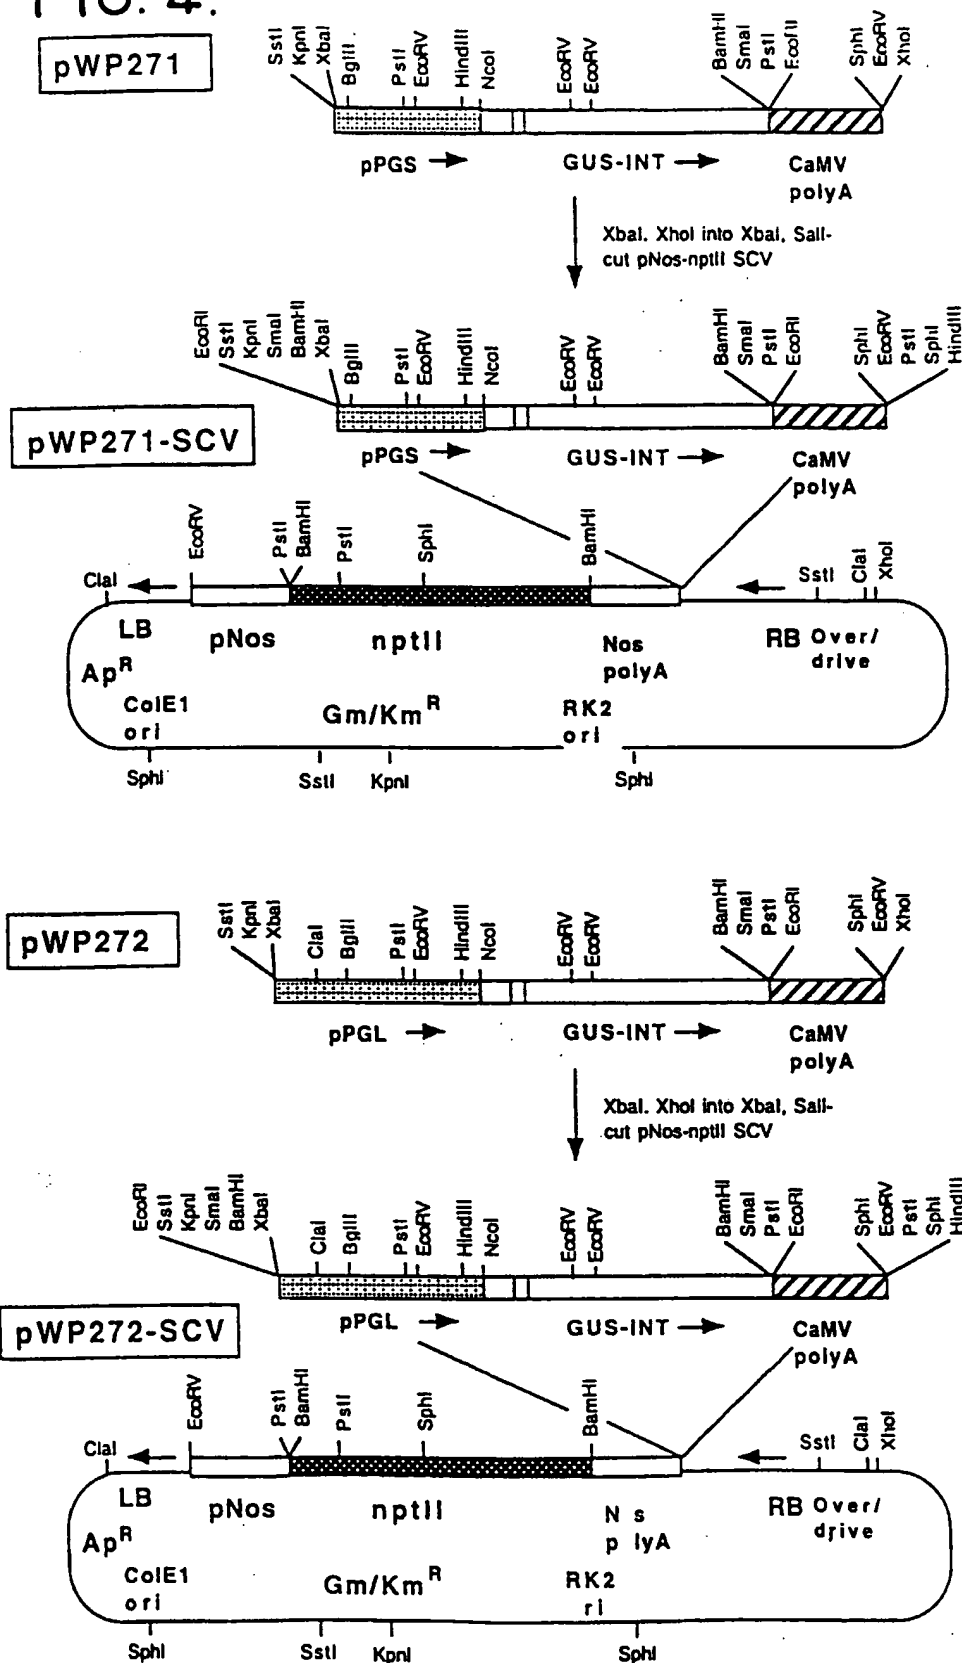 FIG. 4.
pWP271
SstI
KpnI
XbaI
BglII
PstI
EcoRV
HindIII
NcoI
EcoRV
EcoRV
BamHI
SmaI
PstI
SphI
EcoRV
XhoI
pPGS
GUS-INT
CaMV
polyA
XbaI. XhoI into XbaI, SalI-
cut pNos-nptII SCV
EcoRI
SstI
KpnI
SmaI
BamHI
XbaI
BglII
PstI
EcoRV
HindIII
NcoI
EcoRV
EcoRV
BamHI
SmaI
PstI
EcoRI
SphI
EcoRV
PstI
SphI
HindIII
pWP271-SCV
pPGS
GUS-INT
CaMV
polyA
ClaI
EcoRV
PstI
BamHI
PstI
SphI
BamHI
SstI
ClaI
XhoI
LB
pNos
nptII
Nos
polyA
RB Over/
drive
ApR
ColE1
ori
Gm/KmR
RK2
ori
SphI
SstI
KpnI
SphI
pWP272
SstI
KpnI
XbaI
ClaI
BglII
PstI
EcoRV
HindIII
NcoI
EcoRV
EcoRV
BamHI
SmaI
PstI
EcoRI
SphI
EcoRV
XhoI
pPGL
GUS-INT
CaMV
polyA
XbaI. XhoI into XbaI, SalI-
cut pNos-nptII SCV
EcoRI
SstI
KpnI
SmaI
BamHI
XbaI
ClaI
BglII
PstI
EcoRV
HindIII
NcoI
EcoRV
EcoRV
BamHI
SmaI
PstI
EcoRI
SphI
EcoRV
PstI
SphI
HindIII
pWP272-SCV
pPGL
GUS-INT
CaMV
polyA
ClaI
EcoRV
PstI
BamHI
PstI
SphI
BamHI
SstI
ClaI
XhoI
LB
pNos
nptII
N s
p lyA
RB Over/
drive
ApR
ColE1
ori
Gm/KmR
RK2
ri
SphI
SstI
KpnI
SphI